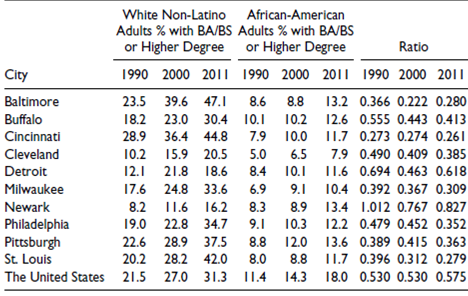 White Non-Latino African-American
Adults % with BA/BS Adults % with BA/BS
or Higher Degree or Higher Degree Ratio
City 1990 2000 2011 1990 2000 2011 1990 2000 2011
Baltimore 23.5 39.6 47.1 8.6 8.8 13.2 0.366 0.222 0.280
Buffalo 18.2 23.0 30.4 10.1 10.2 12.6 0.555 0.443 0.413
Cincinnati 28.9 36.4 44.8 7.9 10.0 11.7 0.273 0.274 0.261
Cleveland 10.2 15.9 20.5 5.0 6.5 7.9 0.490 0.409 0.385
Detroit 12.1 21.8 18.6 8.4 10.1 11.6 0.694 0.463 0.618
Milwaukee 17.6 24.8 33.6 6.9 9.1 10.4 0.392 0.367 0.309
Newark 8.2 11.6 16.2 8.3 8.9 13.4 1.012 0.767 0.827
Philadelphia 19.0 22.8 34.7 9.1 10.3 12.2 0.479 0.452 0.352
Pittsburgh 22.6 28.9 37.5 8.8 12.0 13.6 0.389 0.415 0.363
St. Louis 20.2 28.2 42.0 8.0 8.8 11.7 0.396 0.312 0.279
The United States 21.5 27.0 31.3 11.4 14.3 18.0 0.530 0.530 0.575